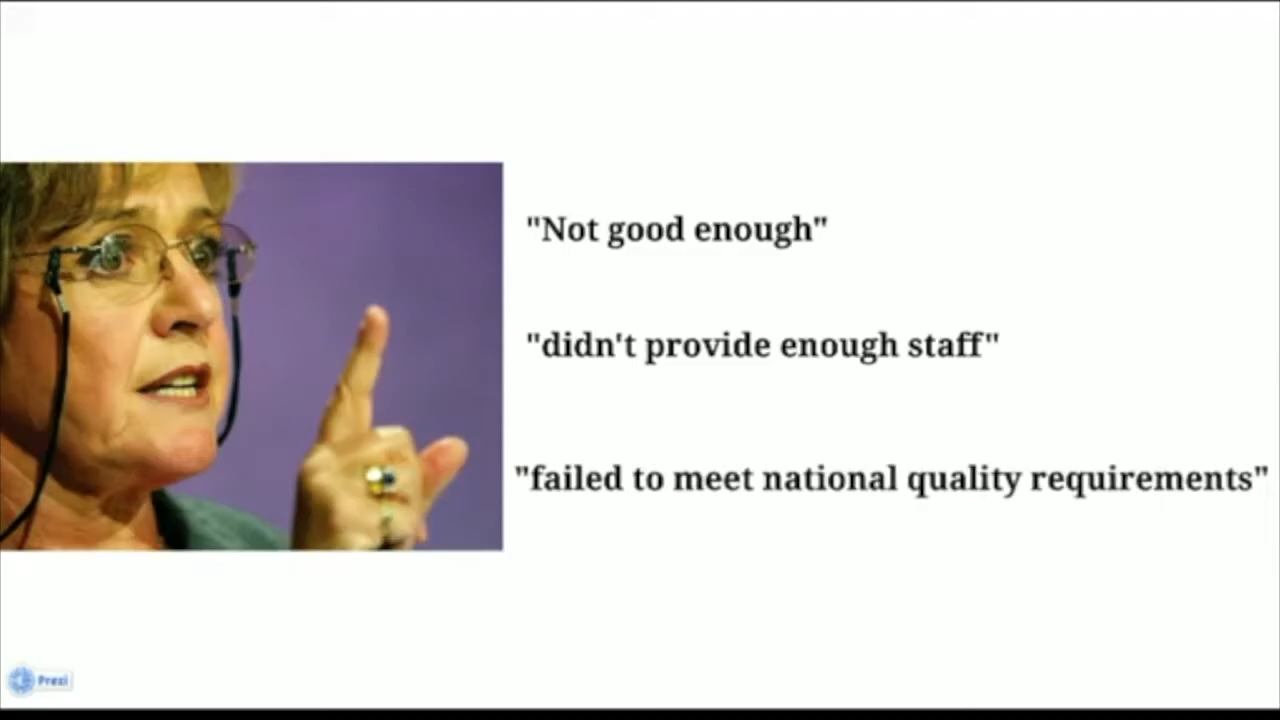 "Not good enough"
"didn't provide enough staff"
"failed to meet national quality requirements"
Prezi